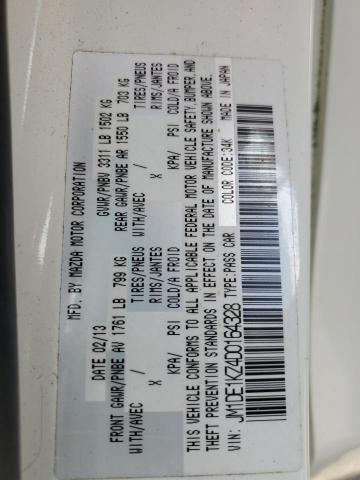 MFD. BY MAZDA MOTOR CORPORATION
DATE 02/13 GVWR/PNBV 3311 LB 1502 KG
FRONT GAWR/PNBE AV 1761 LB 799 KG REAR GAWR/PNBE AR 1550 LB 703 KG
WITH/AVEC TIRES/PNEUS WITH/AVEC TIRES/PNEUS
/ X RIMS/JANTES / X RIMS/JANTES
KPA/ PSI COLD/A FROID KPA/ PSI COLD/A FROID
THIS VEHICLE CONFORMS TO ALL APPLICABLE FEDERAL MOTOR VEHICLE SAFETY,BUMPER,AND
THEFT PREVENTION STANDARDS IN EFFECT ON THE DATE OF MANUFACTURE SHOWN ABOVE.
MADE IN JAPAN
VIN: JM1DE1KZ4D0164328 TYPE:PASS CAR COLOR CODE:34K